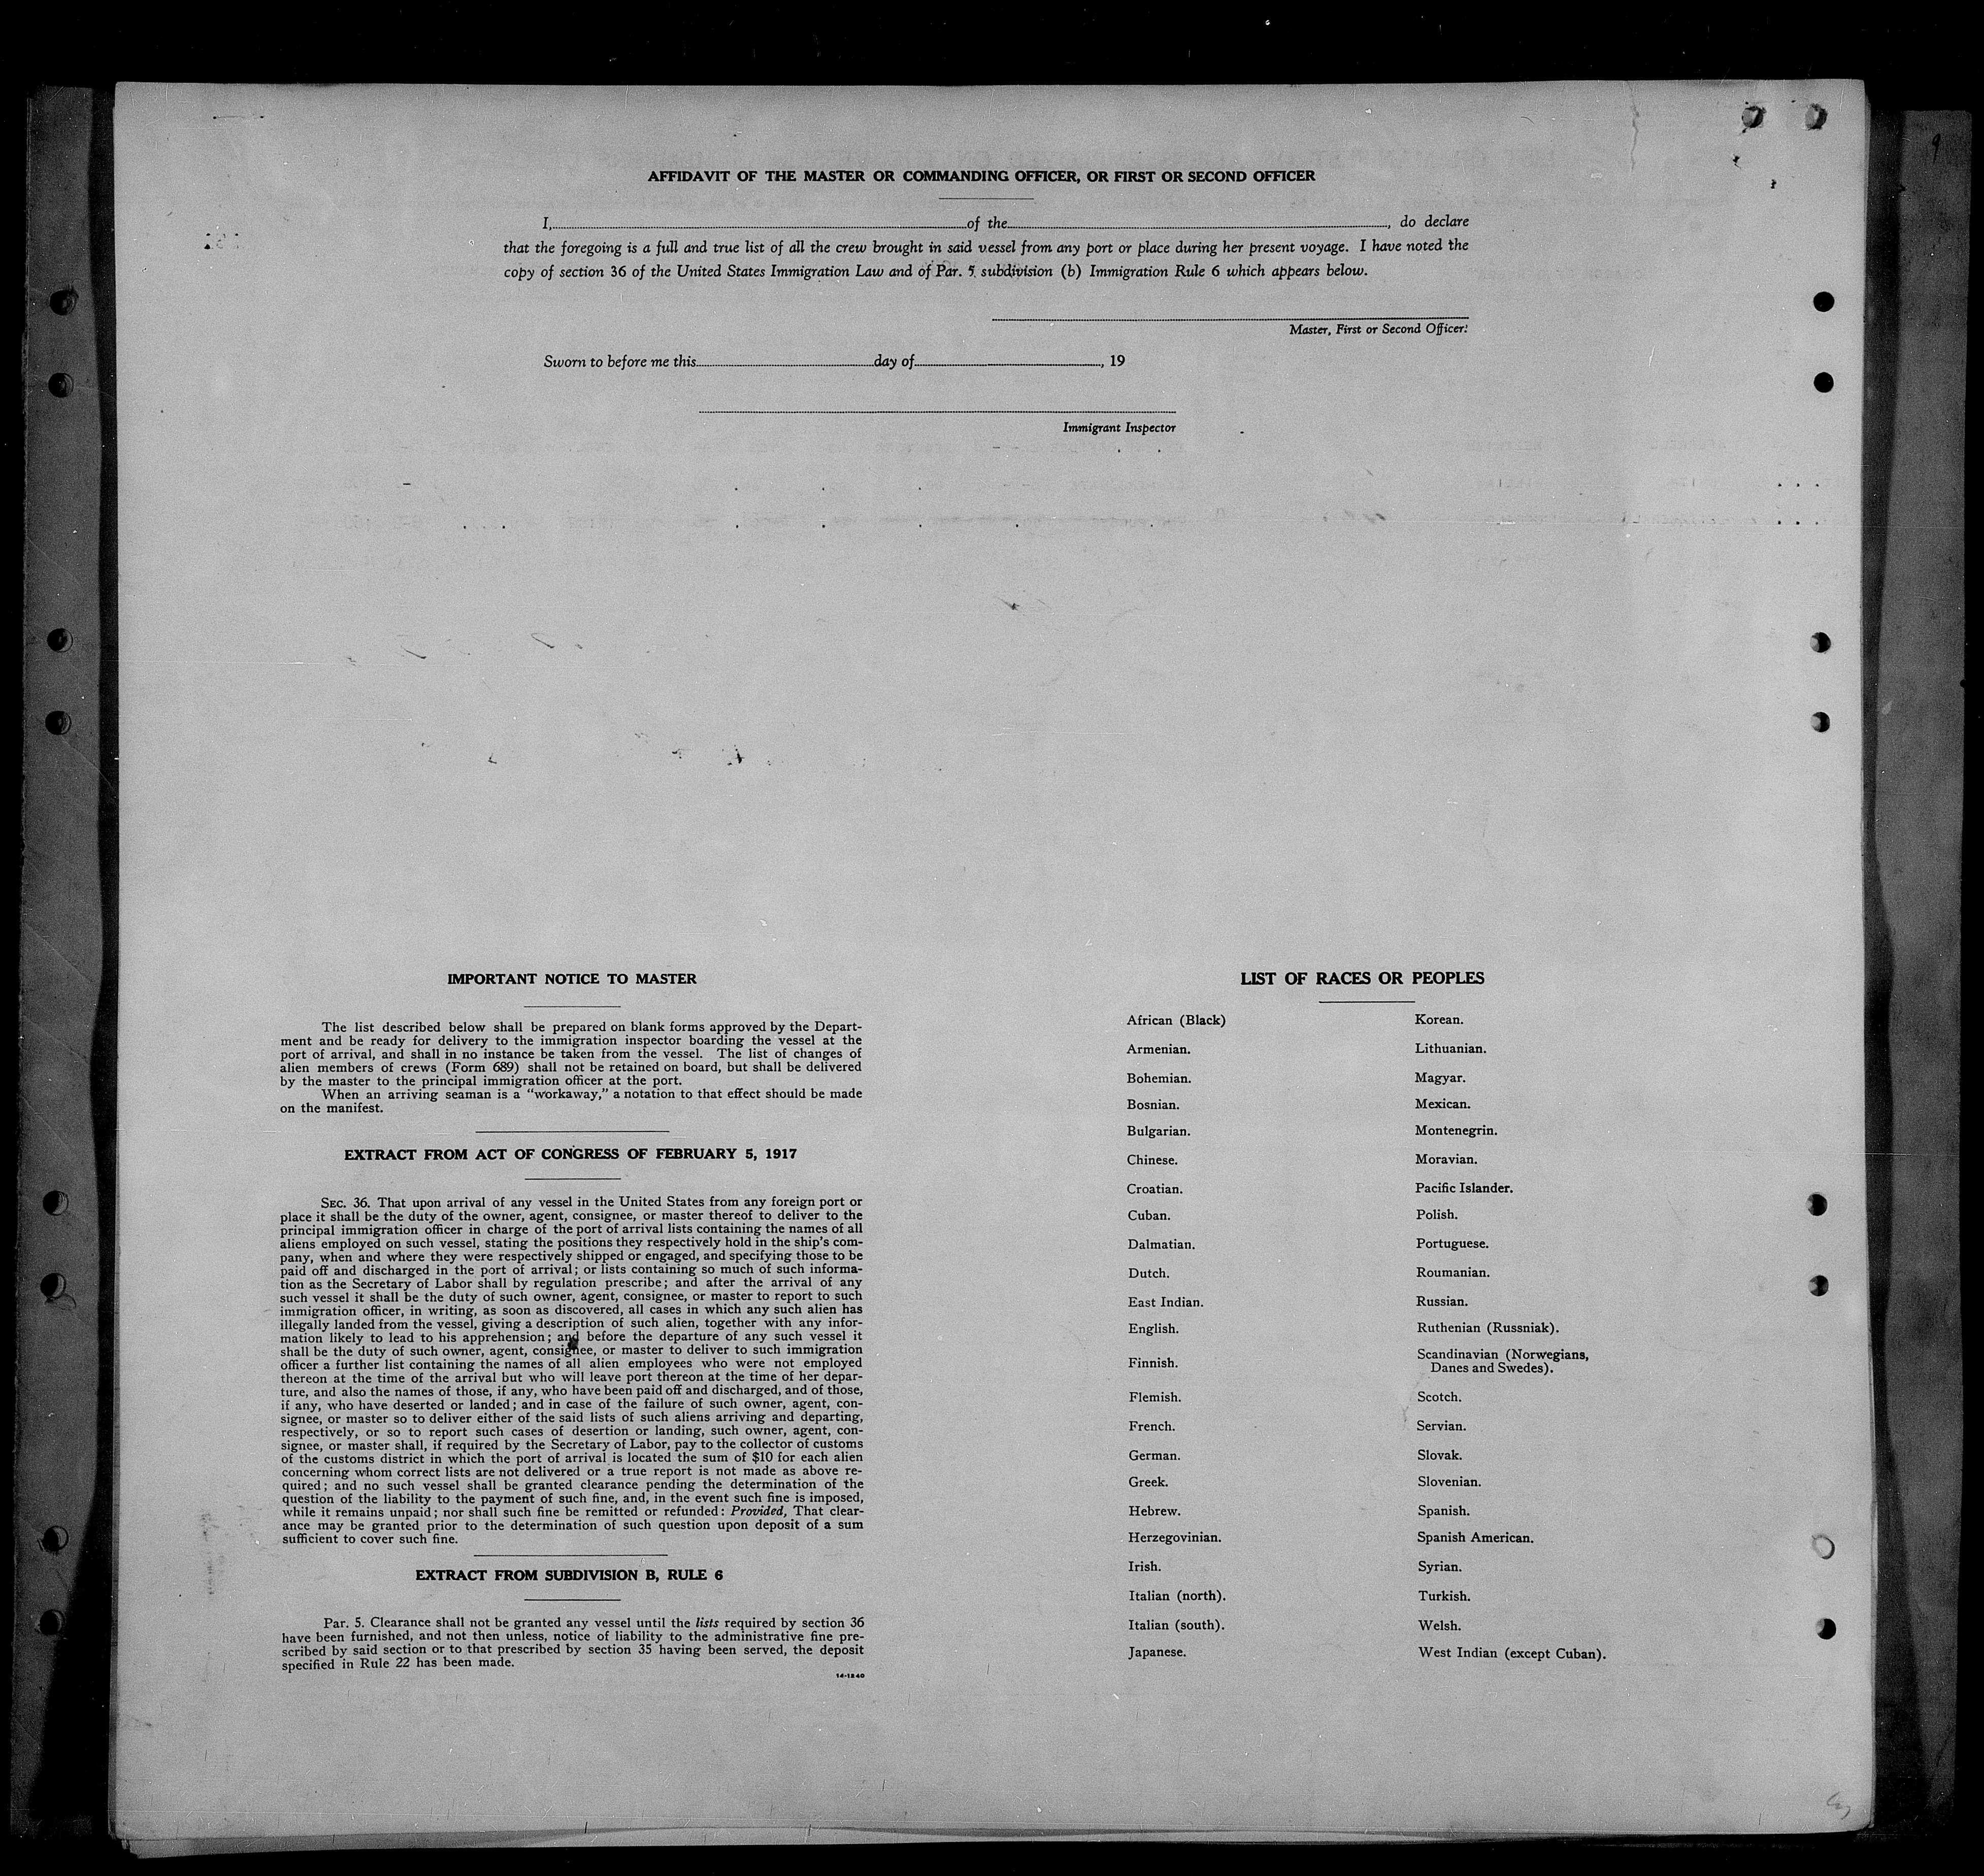 AFFIDAVIT OF THE MASTER OR COMMANDING OFFICER, OR FIRST OR SECOND OFFICER
I, of the , do declare
that the foregoing is a full and true list of all the crew brought in said vessel from any port or place during her present voyage. I have noted the
copy of section 36 of the United States Immigration Law and of Par. 5 subdivision (b) Immigration Rule 6 which appears below.
Master, First or Second Officer.
Sworn to before me this day of , 19
Immigrant Inspector
IMPORTANT NOTICE TO MASTER
The list described below shall be prepared on blank forms approved by the Depart-
ment and be ready for delivery to the immigration inspector boarding the vessel at the
port of arrival, and shall in no instance be taken from the vessel. The list of changes of
alien members of crews (Form 689) shall not be retained on board, but shall be delivered
by the master to the principal immigration officer at the port.
When an arriving seaman is a "workaway," a notation to that effect should be made
on the manifest.
EXTRACT FROM ACT OF CONGRESS OF FEBRUARY 5, 1917
SEC. 36. That upon arrival of any vessel in the United States from any foreign port or
place it shall be the duty of the owner, agent, consignee, or master thereof to deliver to the
principal immigration officer in charge of the port of arrival lists containing the names of all
aliens employed on such vessel, stating the positions they respectively hold in the ship's com-
pany, when and where they were respectively shipped or engaged, and specifying those to be
paid off and discharged in the port of arrival; or lists containing so much of such informa-
tion as the Secretary of Labor shall by regulation prescribe; and after the arrival of any
such vessel it shall be the duty of such owner, agent, consignee, or master to report to such
immigration officer, in writing, as soon as discovered, all cases in which any such alien has
illegally landed from the vessel, giving a description of such alien, together with any infor-
mation likely to lead to his apprehension; and before the departure of any such vessel it
shall be the duty of such owner, agent, consignee, or master to deliver to such immigration
officer a further list containing the names of all alien employees who were not employed
thereon at the time of the arrival but who will leave port thereon at the time of her depar-
ture, and also the names of those, if any, who have been paid off and discharged, and of those,
if any, who have deserted or landed; and in case of the failure of such owner, agent, con-
signee, or master so to deliver either of the said lists of such aliens arriving and departing,
respectively, or so to report such cases of desertion or landing, such owner, agent, con-
signee, or master shall, if required by the Secretary of Labor, pay to the collector of customs
of the customs district in which the port of arrival is located the sum of $10 for each alien
concerning whom correct lists are not delivered or a true report is not made as above re-
quired; and no such vessel shall be granted clearance pending the determination of the
question of the liability to the payment of such fine, and, in the event such fine is imposed,
while it remains unpaid; nor shall such fine be remitted or refunded: Provided, That clear-
ance may be granted prior to the determination of such question upon deposit of a sum
sufficient to cover such fine.
EXTRACT FROM SUBDIVISION B, RULE 6
Par. 5. Clearance shall not be granted any vessel until the lists required by section 36
have been furnished, and not then unless, notice of liability to the administrative fine pre-
scribed by said section or to that prescribed by section 35 having been served, the deposit
specified in Rule 22 has been made.
14-1240
LIST OF RACES OR PEOPLES
African (Black)
Armenian.
Bohemian.
Bosnian.
Bulgarian.
Chinese.
Croatian.
Cuban.
Dalmatian.
Dutch.
East Indian.
English.
Finnish.
Flemish.
French.
German.
Greek.
Hebrew.
Herzegovinian.
Irish.
Italian (north).
Italian (south).
Japanese.
Korean.
Lithuanian.
Magyar.
Mexican.
Montenegrin.
Moravian.
Pacific Islander.
Polish.
Portuguese.
Roumanian.
Russian.
Ruthenian (Russniak).
Scandinavian (Norwegians,
Danes and Swedes).
Scotch.
Servian.
Slovak.
Slovenian.
Spanish.
Spanish American.
Syrian.
Turkish.
Welsh.
West Indian (except Cuban).